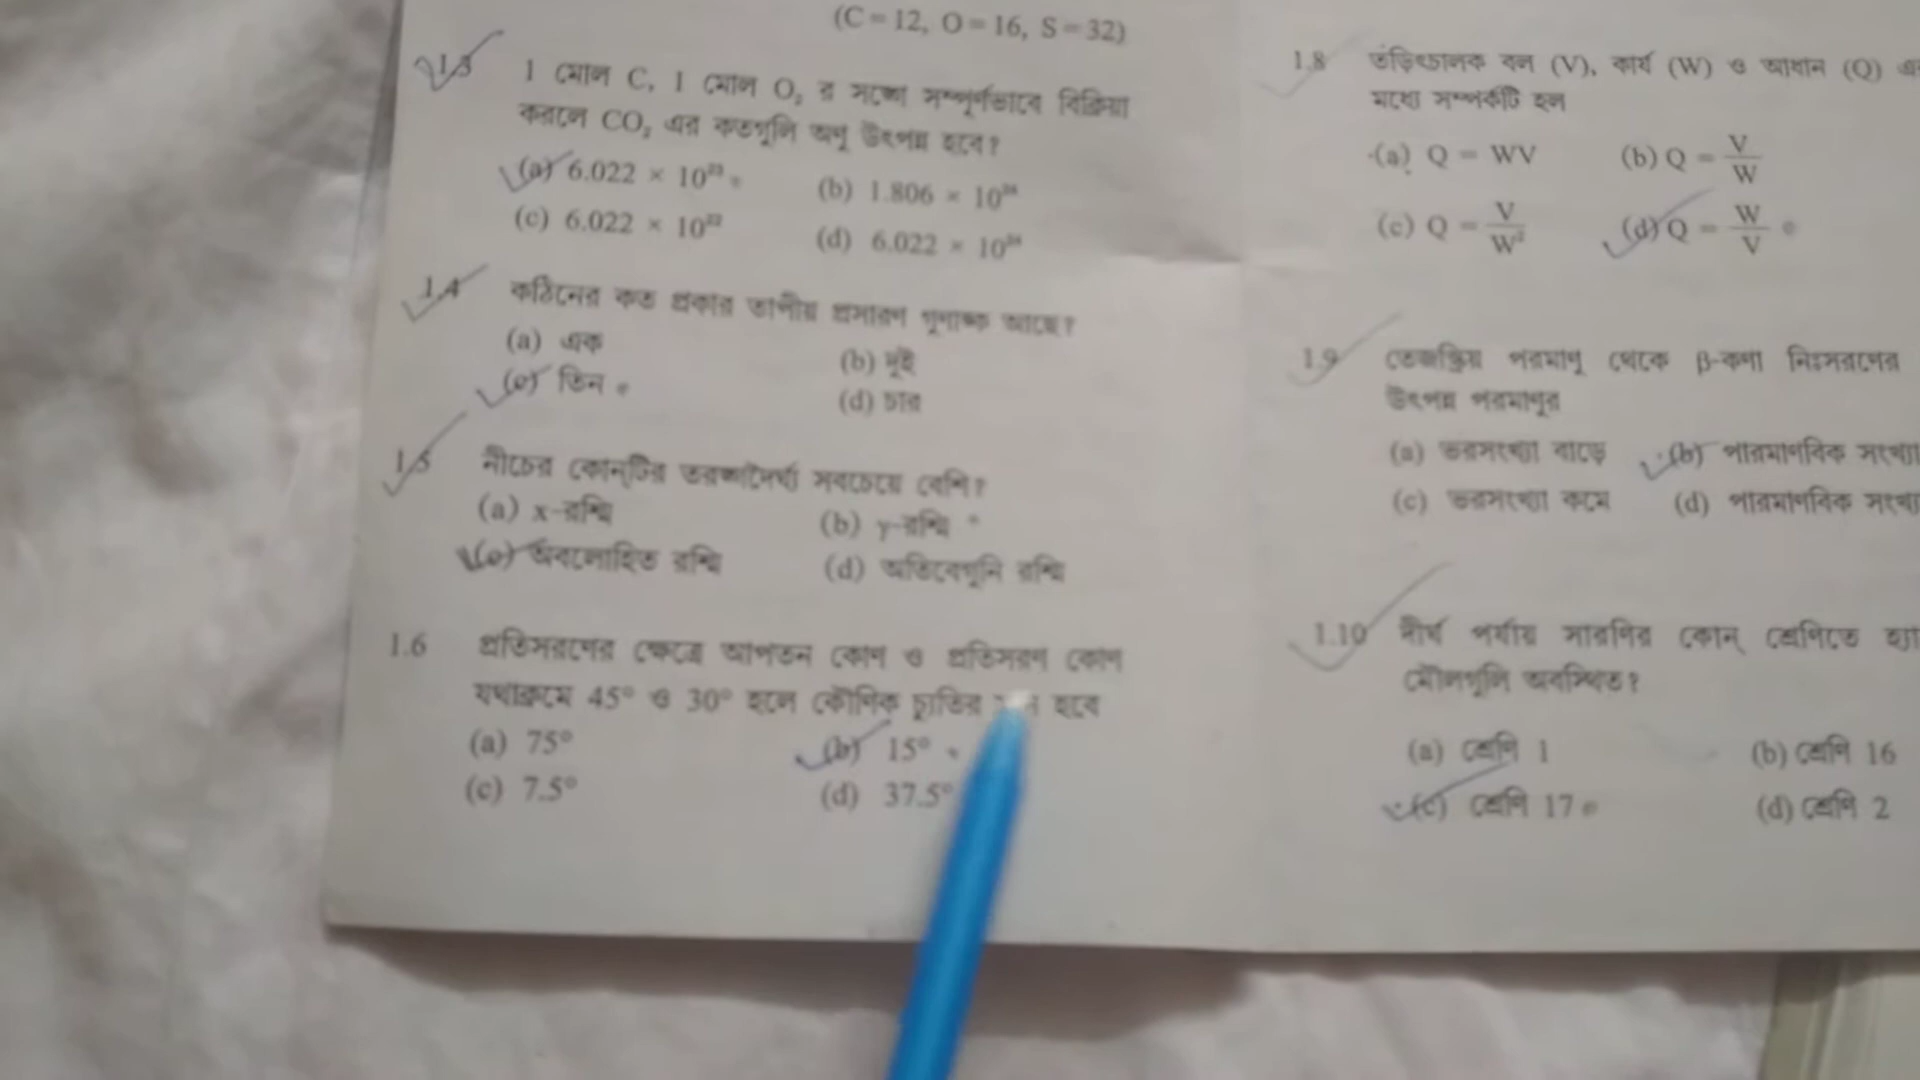 (C=12, O=16, S=32)
1.3 1 মোল C, 1 মোল O₂ র সঙ্গে সম্পূর্ণভাবে বিক্রিয়া
করলে CO₂ এর কতগুলি অণু উৎপন্ন হবে?
(a) 6.022 × 10²³
(b) 1.806 × 10²⁴
(c) 6.022 × 10²²
(d) 6.022 × 10²⁴
1.4 কঠিনের কত প্রকার তাপীয় প্রসারণ গুণাঙ্ক আছে?
(a) এক
(b) দুই
(c) তিন
(d) চার
1.5 নীচের কোন্‌টির তরঙ্গদৈর্ঘ্য সবচেয়ে বেশি?
(a) x-রশ্মি
(b) γ-রশ্মি
(c) অবলোহিত রশ্মি
(d) অতিবেগুনি রশ্মি
1.6 প্রতিসরণের ক্ষেত্রে আপতন কোণ ও প্রতিসরণ কোণ
যথাক্রমে 45° ও 30° হলে কৌণিক চ্যুতির হবে
(a) 75°
(b) 15°
(c) 7.5°
(d) 37.5°
1.8 তড়িৎচালক বল (V), কার্য (W) ও আধান (Q)
মধ্যে সম্পর্কটি হল
(a) Q = WV
(b) Q = V/W
(c) Q = V/W²
(d) Q = W/V
1.9 তেজস্ক্রিয় পরমাণু থেকে β-কণা নিঃসরণের
উৎপন্ন পরমাণুর
(a) ভরসংখ্যা বাড়ে
(b) পারমাণবিক সংখ্যা
(c) ভরসংখ্যা কমে
(d) পারমাণবিক সংখ্যা
1.10 দীর্ঘ পর্যায় সারণির কোন্ শ্রেণিতে হ্যা
মৌলগুলি অবস্থিত?
(a) শ্রেণি 1
(b) শ্রেণি 16
(c) শ্রেণি 17
(d) শ্রেণি 2